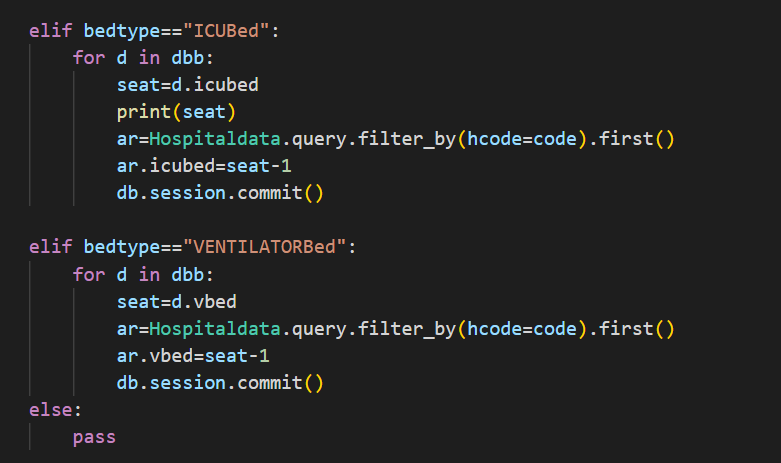 elif bedtype=="ICUBed":
    for d in dbb:
        seat=d.icubed
        print(seat)
        ar=Hospitaldata.query.filter_by(hcode=code).first()
        ar.icubed=seat-1
        db.session.commit()

elif bedtype=="VENTILATORBed":
    for d in dbb:
        seat=d.vbed
        ar=Hospitaldata.query.filter_by(hcode=code).first()
        ar.vbed=seat-1
        db.session.commit()
else:
    pass